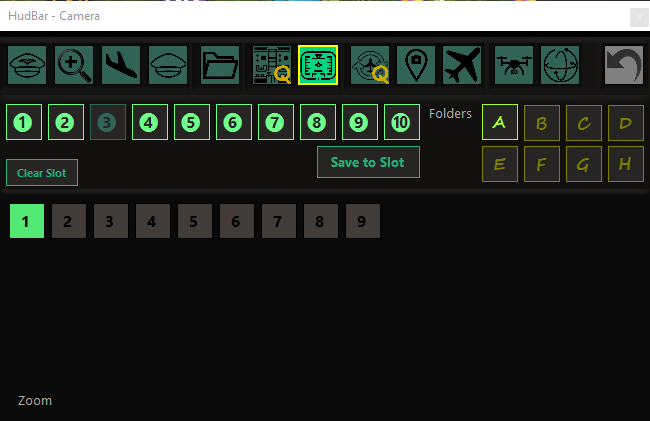 HudBar - Camera
Q Q
1 2 3 4 5 6 7 8 9 10 Folders A B C D
Clear Slot Save to Slot E F G H
1 2 3 4 5 6 7 8 9
Zoom